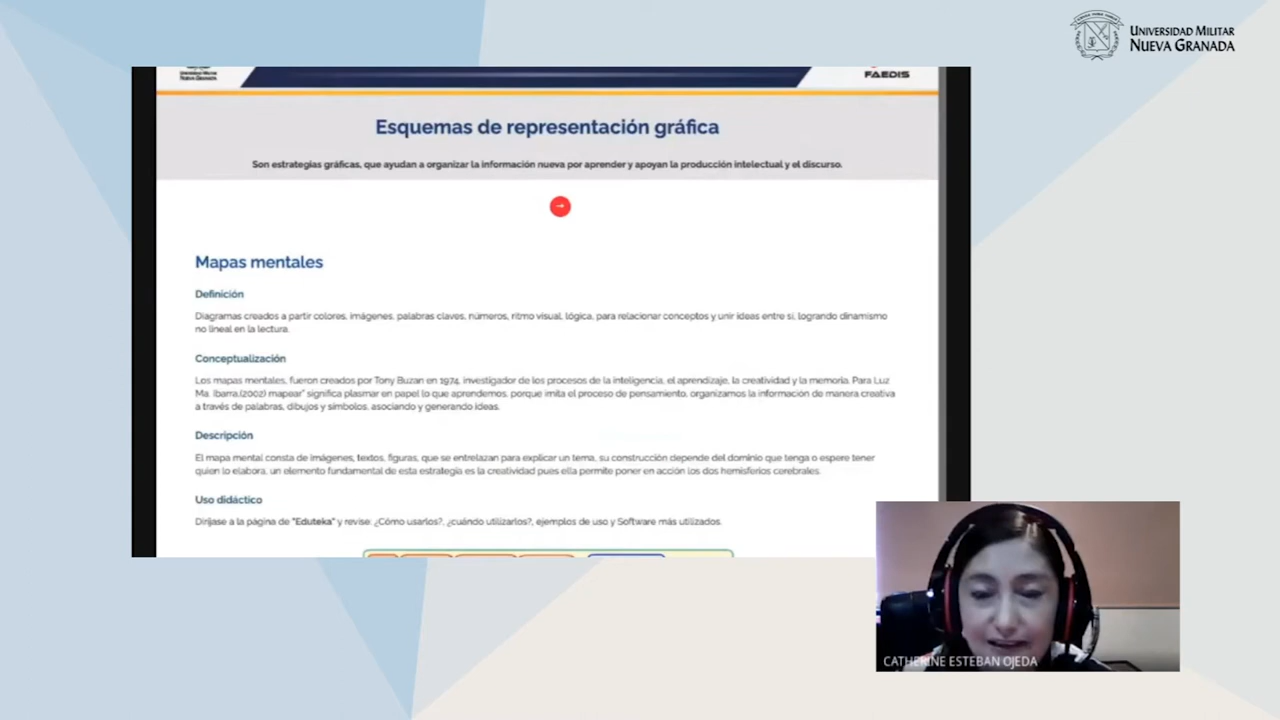 UNIVERSIDAD MILITAR
NUEVA GRANADA
NUEVA GRANADA
FAEDIS
Esquemas de representación gráfica
Son estrategias gráficas, que ayudan a organizar la información nueva por aprender y apoyan la producción intelectual y el discurso.
Mapas mentales
Definición
Diagramas creados a partir colores, imágenes, palabras claves, números, ritmo visual, lógica, para relacionar conceptos y unir ideas entre si, logrando dinamismo
no lineal en la lectura.
Conceptualización
Los mapas mentales, fueron creados por Tony Buzan en 1974, investigador de los procesos de la inteligencia, el aprendizaje, la creatividad y la memoria. Para Luz
Ma. Ibarra,(2002) mapear" significa plasmar en papel lo que aprendemos, porque imita el proceso de pensamiento, organizamos la información de manera creativa
a través de palabras, dibujos y símbolos, asociando y generando ideas.
Descripción
El mapa mental consta de imágenes, textos, figuras, que se entrelazan para explicar un tema, su construcción depende del dominio que tenga o espere tener
quien lo elabora, un elemento fundamental de esta estrategia es la creatividad pues ella permite poner en acción los dos hemisferios cerebrales.
Uso didáctico
Diríjase a la página de "Eduteka" y revise: ¿Cómo usarlos?, ¿cuándo utilizarlos?, ejemplos de uso y Software más utilizados.
CATHERINE ESTEBAN OJEDA